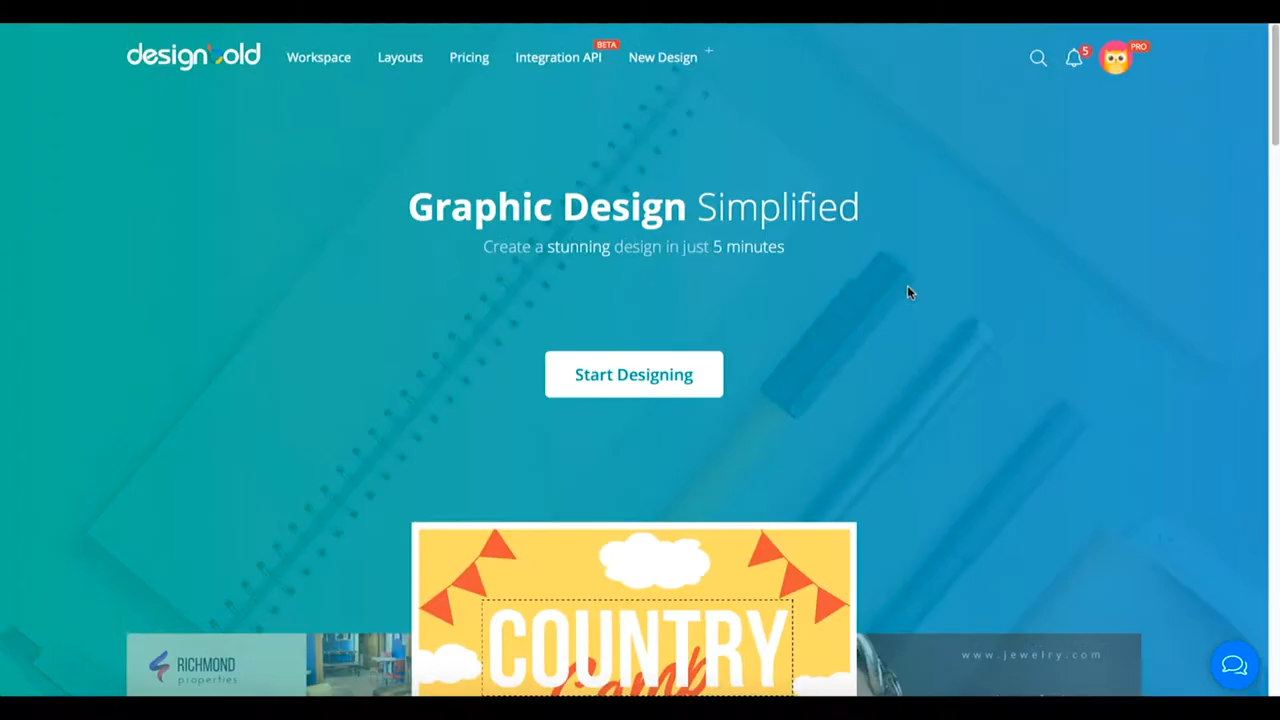 designbold
Workspace
Layouts
Pricing
Integration API
BETA
New Design +
5
PRO
Graphic Design Simplified
Create a stunning design in just 5 minutes
Start Designing
COUNTRY
Camp
RICHMOND
properties
www.jewelry.com